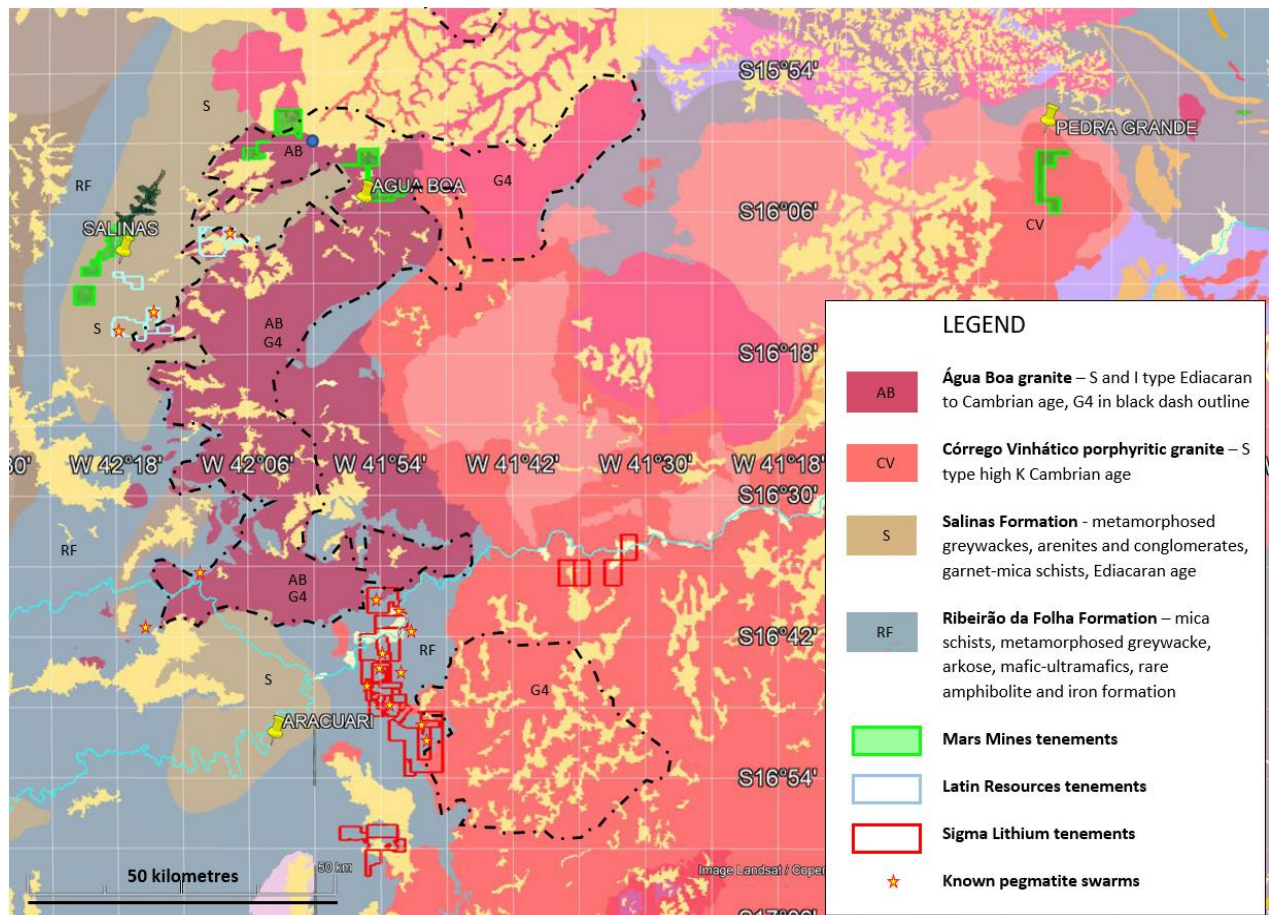 S
S15°54'
PEDRA GRANDE
AB
RF
AGUA BOA
G4
S16°06'
SALINAS
CV
S
AB
G4
S16°18'
30' W 42°18' W 42°06' W 41°54' W 41°42' W 41°30' W 41°18'
S16°30'
RF
AB
G4
S16°42'
RF
S
G4
ARACUARI
S16°54'
50 km
50 kilometres
Image Landsat / Coper
LEGEND
AB
Água Boa granite – S and I type Ediacaran
to Cambrian age, G4 in black dash outline
CV
Córrego Vinhático porphyritic granite – S
type high K Cambrian age
S
Salinas Formation - metamorphosed
greywackes, arenites and conglomerates,
garnet-mica schists, Ediacaran age
RF
Ribeirão da Folha Formation – mica
schists, metamorphosed greywacke,
arkose, mafic-ultramafics, rare
amphibolite and iron formation
Mars Mines tenements
Latin Resources tenements
Sigma Lithium tenements
Known pegmatite swarms